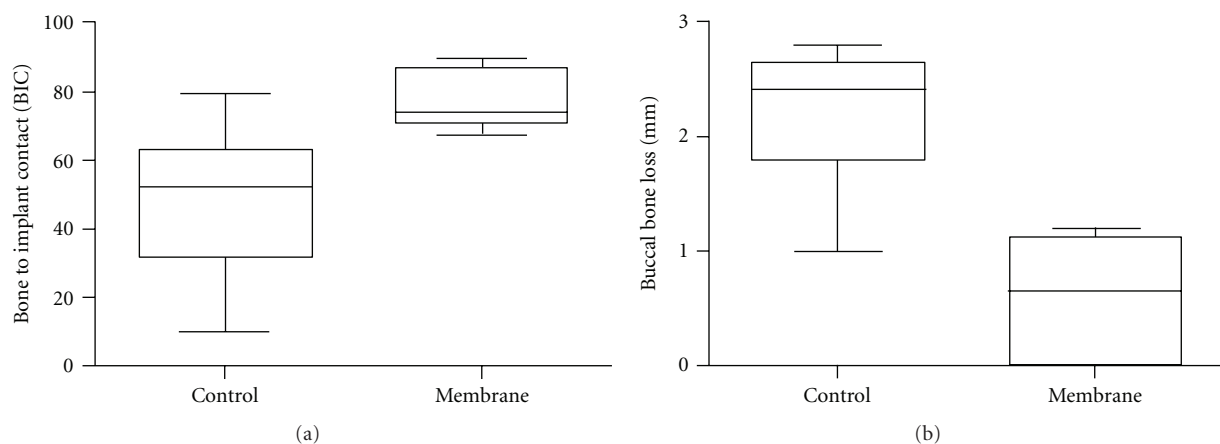 Bone to implant contact (BIC)
100
80
60
40
20
0
Control
Membrane
(a)
Buccal bone loss (mm)
3
2
1
0
Control
Membrane
(b)